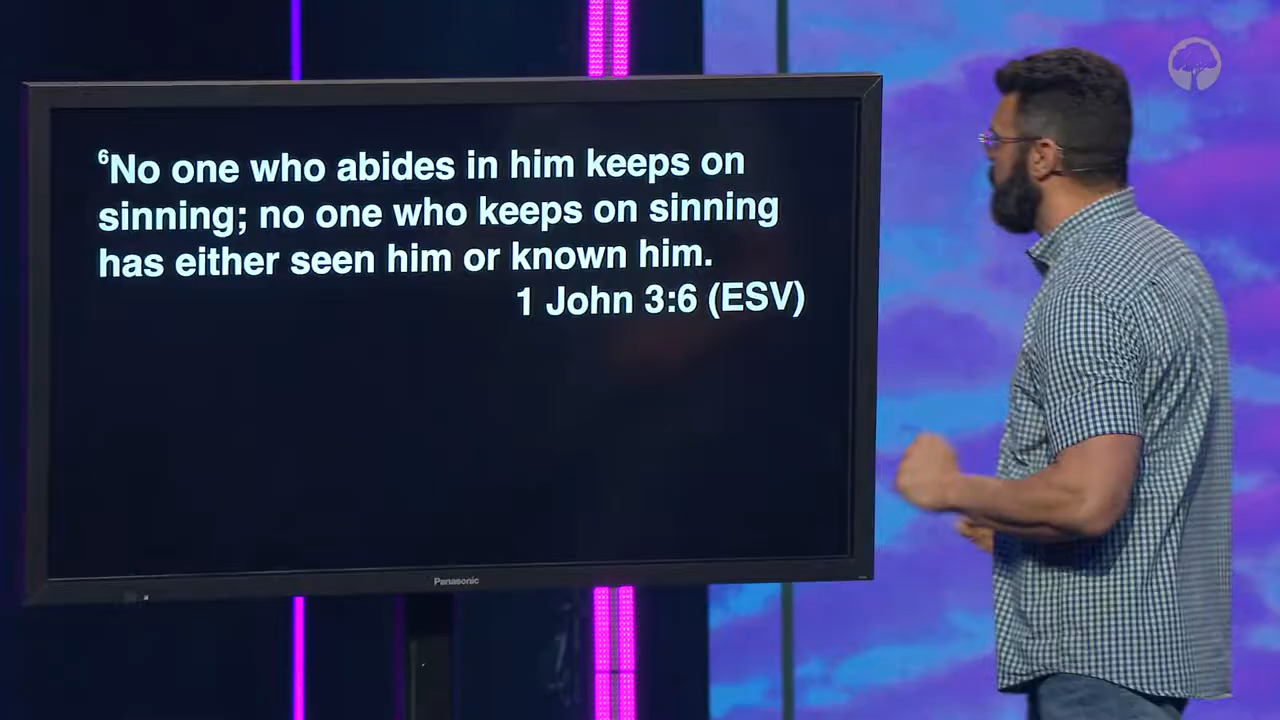 ⁶No one who abides in him keeps on
sinning; no one who keeps on sinning
has either seen him or known him.
1 John 3:6 (ESV)
Panasonic